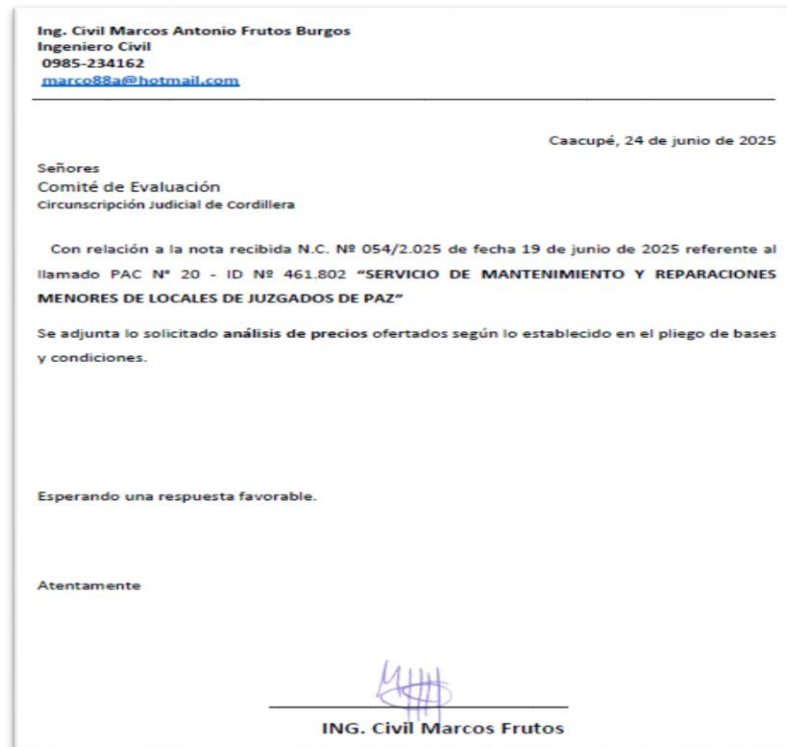 Ing. Civil Marcos Antonio Frutos Burgos
Ingeniero Civil
0985-234162
marco88a@hotmail.com
Caacupé, 24 de junio de 2025
Señores
Comité de Evaluación
Circunscripción Judicial de Cordillera
Con relación a la nota recibida N.C. Nº 054/2.025 de fecha 19 de junio de 2025 referente al
llamado PAC N° 20 - ID Nº 461.802 “SERVICIO DE MANTENIMIENTO Y REPARACIONES
MENORES DE LOCALES DE JUZGADOS DE PAZ”
Se adjunta lo solicitado análisis de precios ofertados según lo establecido en el pliego de bases
y condiciones.
Esperando una respuesta favorable.
Atentamente
ING. Civil Marcos Frutos